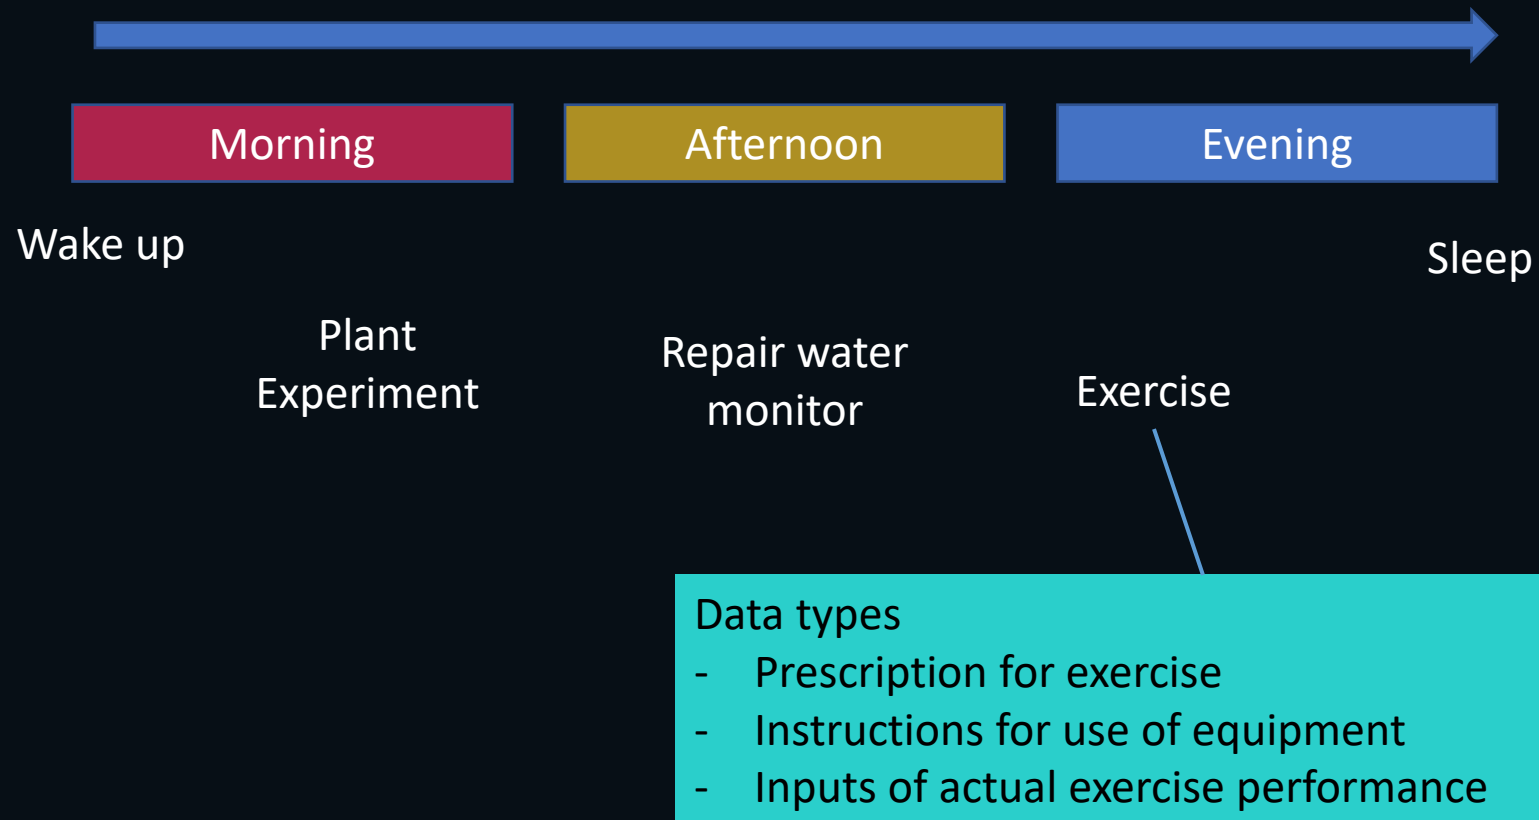 Morning
Afternoon
Evening
Wake up
Sleep
Plant
Experiment
Repair water
monitor
Exercise
Data types
- Prescription for exercise
- Instructions for use of equipment
- Inputs of actual exercise performance